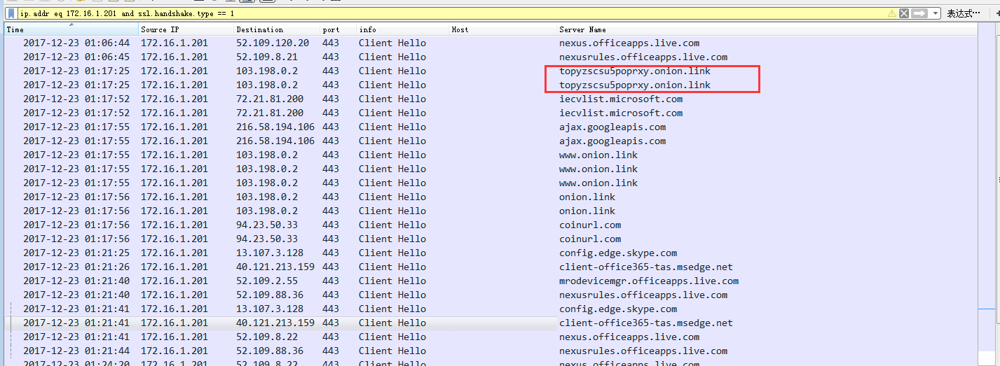 ip.addr eq 172.16.1.201 and ssl.handshake.type == 1 表达式…
Time Source IP Destination port info Host Server Name
2017-12-23 01:06:44 172.16.1.201 52.109.120.20 443 Client Hello nexus.officeapps.live.com
2017-12-23 01:06:45 172.16.1.201 52.109.8.21 443 Client Hello nexusrules.officeapps.live.com
2017-12-23 01:17:25 172.16.1.201 103.198.0.2 443 Client Hello topyzscsu5poprxy.onion.link
2017-12-23 01:17:25 172.16.1.201 103.198.0.2 443 Client Hello topyzscsu5poprxy.onion.link
2017-12-23 01:17:52 172.16.1.201 72.21.81.200 443 Client Hello iecvlist.microsoft.com
2017-12-23 01:17:52 172.16.1.201 72.21.81.200 443 Client Hello iecvlist.microsoft.com
2017-12-23 01:17:55 172.16.1.201 216.58.194.106 443 Client Hello ajax.googleapis.com
2017-12-23 01:17:55 172.16.1.201 216.58.194.106 443 Client Hello ajax.googleapis.com
2017-12-23 01:17:55 172.16.1.201 103.198.0.2 443 Client Hello www.onion.link
2017-12-23 01:17:55 172.16.1.201 103.198.0.2 443 Client Hello www.onion.link
2017-12-23 01:17:55 172.16.1.201 103.198.0.2 443 Client Hello www.onion.link
2017-12-23 01:17:56 172.16.1.201 103.198.0.2 443 Client Hello onion.link
2017-12-23 01:17:56 172.16.1.201 103.198.0.2 443 Client Hello onion.link
2017-12-23 01:17:56 172.16.1.201 94.23.50.33 443 Client Hello coinurl.com
2017-12-23 01:17:56 172.16.1.201 94.23.50.33 443 Client Hello coinurl.com
2017-12-23 01:21:25 172.16.1.201 13.107.3.128 443 Client Hello config.edge.skype.com
2017-12-23 01:21:26 172.16.1.201 40.121.213.159 443 Client Hello client-office365-tas.msedge.net
2017-12-23 01:21:40 172.16.1.201 52.109.2.55 443 Client Hello mrodevicemgr.officeapps.live.com
2017-12-23 01:21:40 172.16.1.201 52.109.88.36 443 Client Hello nexusrules.officeapps.live.com
2017-12-23 01:21:41 172.16.1.201 13.107.3.128 443 Client Hello config.edge.skype.com
2017-12-23 01:21:41 172.16.1.201 40.121.213.159 443 Client Hello client-office365-tas.msedge.net
2017-12-23 01:21:41 172.16.1.201 52.109.8.22 443 Client Hello nexus.officeapps.live.com
2017-12-23 01:21:44 172.16.1.201 52.109.88.36 443 Client Hello nexusrules.officeapps.live.com
2017-12-23 01:24:20 172.16.1.201 52.109.8.22 443 Client Hello nexus.officeapps.live.com